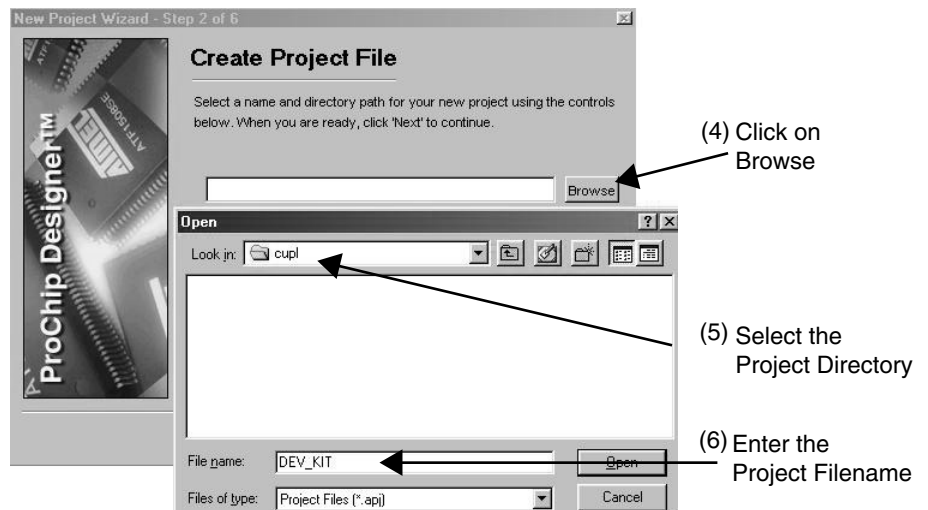 New Project Wizard - Step 2 of 6
Create Project File
Select a name and directory path for your new project using the controls
below. When you are ready, click 'Next' to continue.
Browse
(4) Click on
Browse
ProChip Designer™
ATMEL
ATF1508SE
Open
Look in: cupl
(5) Select the
Project Directory
File name: DEV_KIT
Open
(6) Enter the
Project Filename
Files of type: Project Files (*.apj)
Cancel